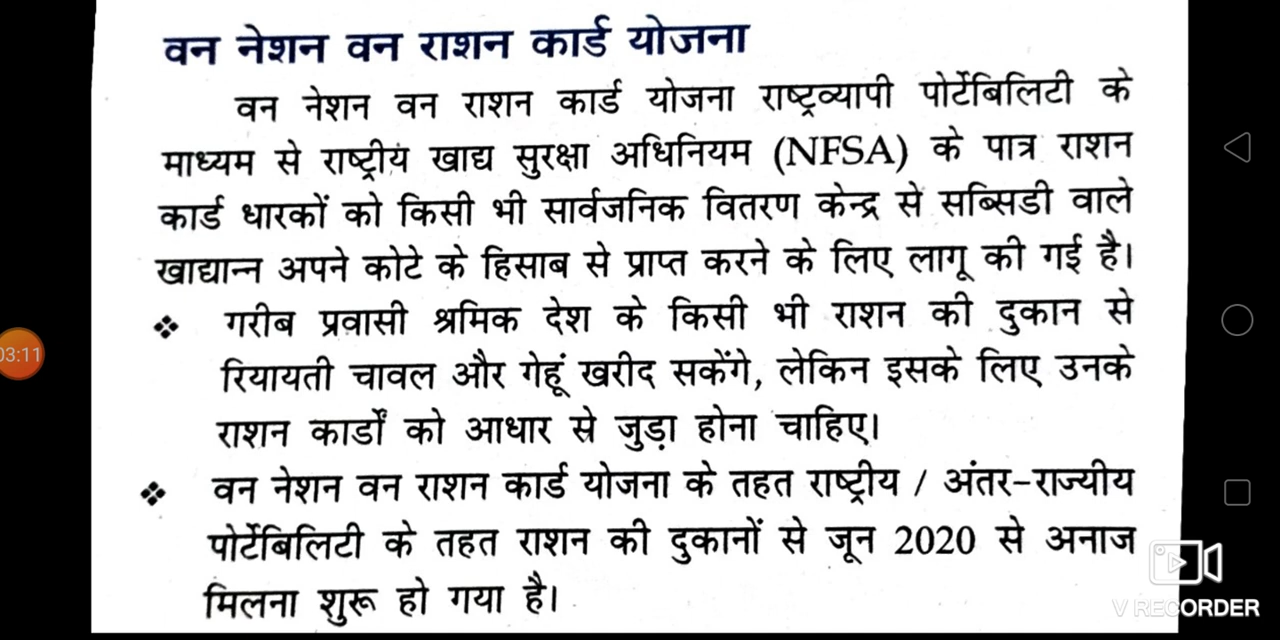 वन नेशन वन राशन कार्ड योजना
वन नेशन वन राशन कार्ड योजना राष्ट्रव्यापी पोर्टेबिलिटी के
माध्यम से राष्ट्रीय खाद्य सुरक्षा अधिनियम (NFSA) के पात्र राशन
कार्ड धारकों को किसी भी सार्वजनिक वितरण केन्द्र से सब्सिडी वाले
खाद्यान्न अपने कोटे के हिसाब से प्राप्त करने के लिए लागू की गई है।
❖ गरीब प्रवासी श्रमिक देश के किसी भी राशन की दुकान से
03:11
रियायती चावल और गेहूं खरीद सकेंगे, लेकिन इसके लिए उनके
राशन कार्डों को आधार से जुड़ा होना चाहिए।
❖ वन नेशन वन राशन कार्ड योजना के तहत राष्ट्रीय / अंतर-राज्यीय
पोर्टेबिलिटी के तहत राशन की दुकानों से जून 2020 से अनाज
मिलना शुरू हो गया है।
V RECORDER